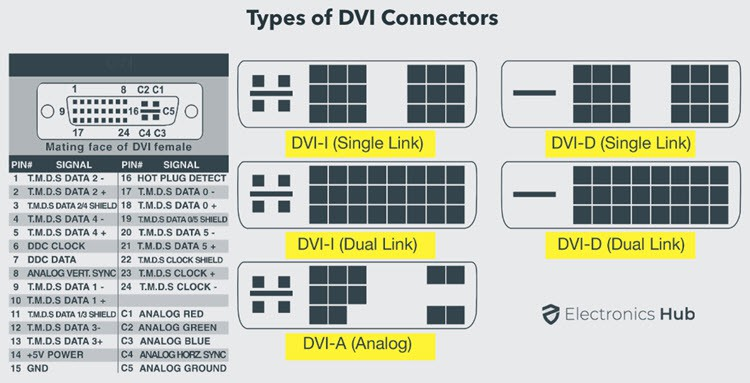 Types of DVI Connectors
DVI
1 8 C2 C1
9 16 C5
17 24 C4 C3
Mating face of DVI female
PIN# SIGNAL PIN# SIGNAL
1 T.M.D.S DATA 2 - 16 HOT PLUG DETECT
2 T.M.D.S DATA 2 + 17 T.M.D.S DATA 0 -
3 T.M.D.S DATA 2/4 SHIELD 18 T.M.D.S DATA 0 +
4 T.M.D.S DATA 4 - 19 T.M.D.S DATA 0/5 SHIELD
5 T.M.D.S DATA 4 + 20 T.M.D.S DATA 5 -
6 DDC CLOCK 21 T.M.D.S DATA 5 +
7 DDC DATA 22 T.M.D.S CLOCK SHIELD
8 ANALOG VERT. SYNC 23 T.M.D.S CLOCK +
9 T.M.D.S DATA 1 - 24 T.M.D.S CLOCK -
10 T.M.D.S DATA 1 +
11 T.M.D.S DATA 1/3 SHIELD C1 ANALOG RED
12 T.M.D.S DATA 3- C2 ANALOG GREEN
13 T.M.D.S DATA 3+ C3 ANALOG BLUE
14 +5V POWER C4 ANALOG HORZ. SYNC
15 GND C5 ANALOG GROUND
DVI-I (Single Link)
DVI-D (Single Link)
DVI-I (Dual Link)
DVI-D (Dual Link)
DVI-A (Analog)
Electronics Hub